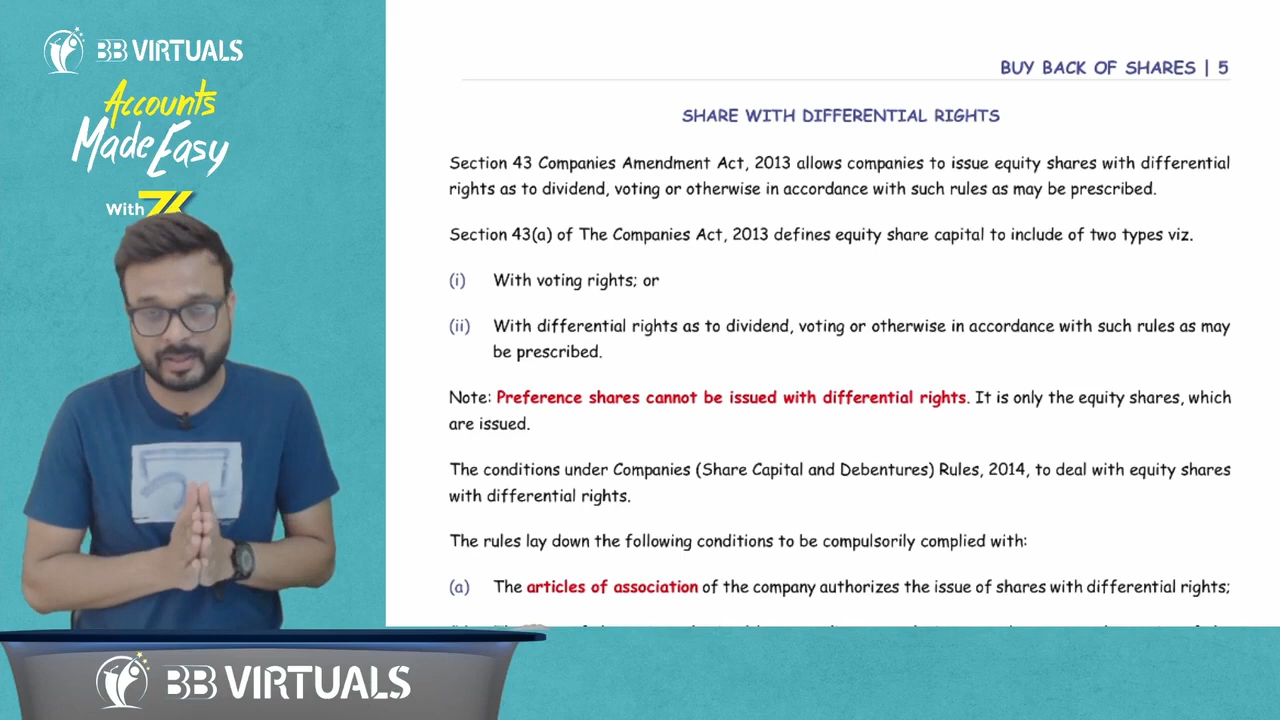 BB VIRTUALS
Accounts
Made Easy
With
BUY BACK OF SHARES | 5
SHARE WITH DIFFERENTIAL RIGHTS
Section 43 Companies Amendment Act, 2013 allows companies to issue equity shares with differential
rights as to dividend, voting or otherwise in accordance with such rules as may be prescribed.
Section 43(a) of The Companies Act, 2013 defines equity share capital to include of two types viz.
(i) With voting rights; or
(ii) With differential rights as to dividend, voting or otherwise in accordance with such rules as may
be prescribed.
Note: Preference shares cannot be issued with differential rights. It is only the equity shares, which
are issued.
The conditions under Companies (Share Capital and Debentures) Rules, 2014, to deal with equity shares
with differential rights.
The rules lay down the following conditions to be compulsorily complied with:
(a) The articles of association of the company authorizes the issue of shares with differential rights;
BB VIRTUALS